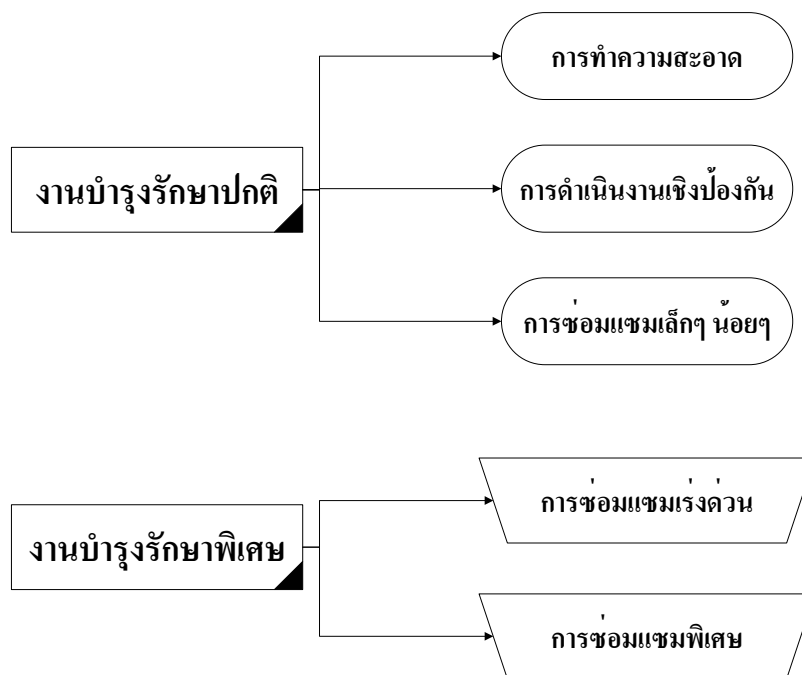 งานบำรุงรักษาปกติ
การทำความสะอาด
การดำเนินงานเชิงป้องกัน
การซ่อมแซมเล็กๆ น้อยๆ
งานบำรุงรักษาพิเศษ
การซ่อมแซมเร่งด่วน
การซ่อมแซมพิเศษ